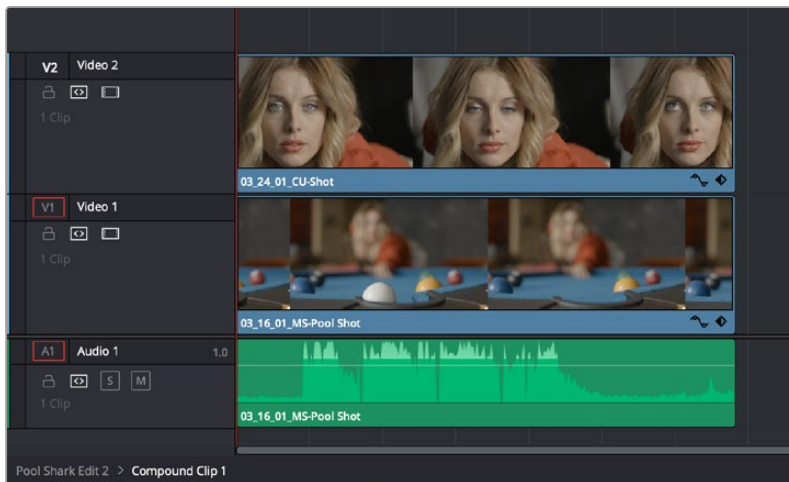 V2 Video 2
1 Clip
03_24_01_CU-Shot
V1 Video 1
1 Clip
03_16_01_MS-Pool Shot
A1 Audio 1 1.0
S M
1 Clip
03_16_01_MS-Pool Shot
Pool Shark Edit 2 > Compound Clip 1